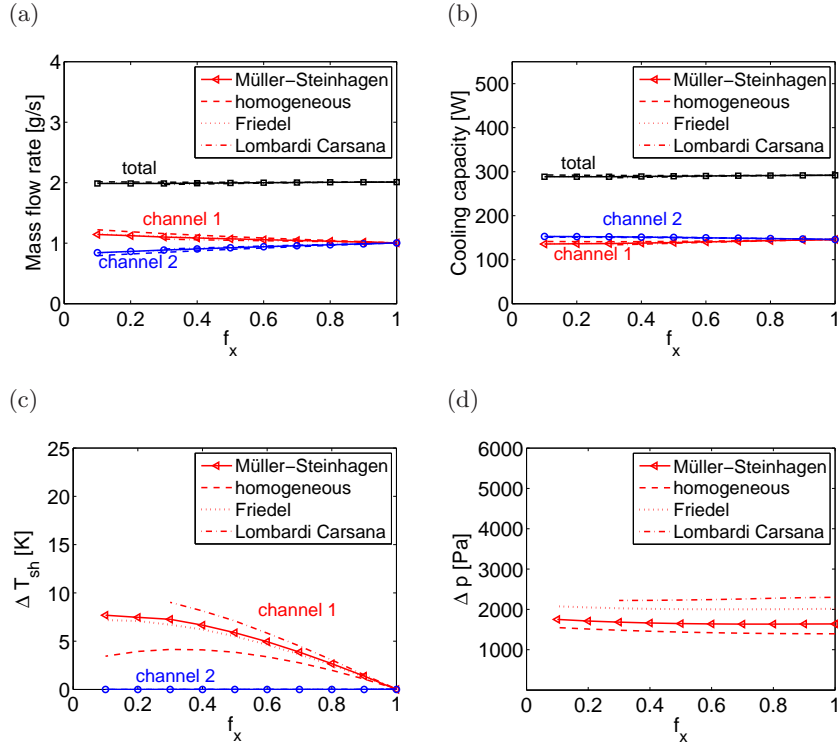 (a)
4
3
2
1
0
Mass flow rate [g/s]
Müller−Steinhagen
homogeneous
Friedel
Lombardi Carsana
total
channel 1
channel 2
0 0.2 0.4 0.6 0.8 1
f_x
(b)
500
400
300
200
100
0
Cooling capacity [W]
Müller−Steinhagen
homogeneous
Friedel
Lombardi Carsana
total
channel 2
channel 1
0 0.2 0.4 0.6 0.8 1
f_x
(c)
25
20
15
10
5
0
Δ T_sh [K]
Müller−Steinhagen
homogeneous
Friedel
Lombardi Carsana
channel 1
channel 2
0 0.2 0.4 0.6 0.8 1
f_x
(d)
6000
5000
4000
3000
2000
1000
Δ p [Pa]
Müller−Steinhagen
homogeneous
Friedel
Lombardi Carsana
0 0.2 0.4 0.6 0.8 1
f_x